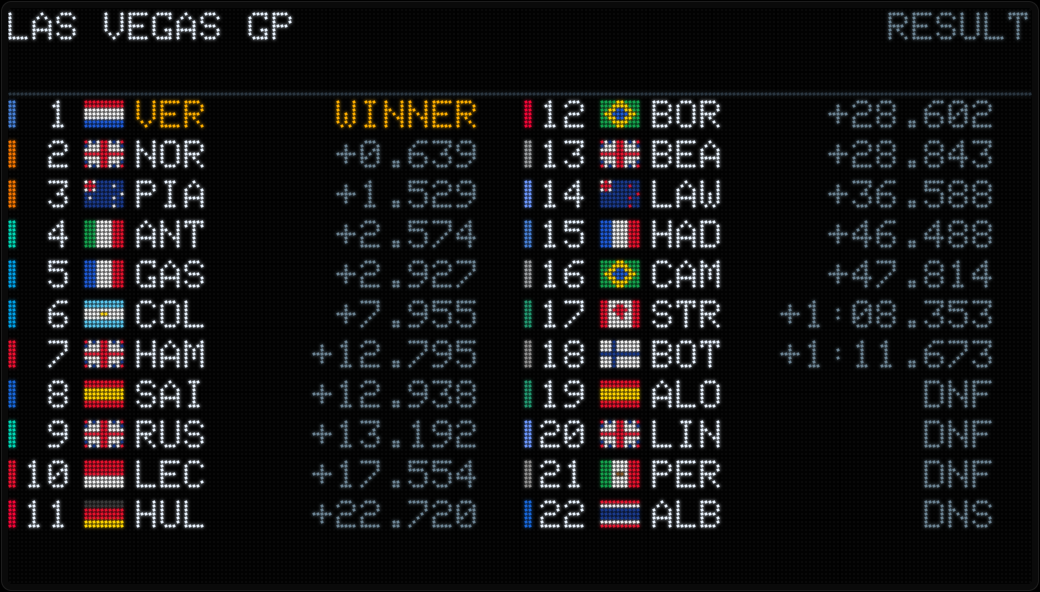 LAS VEGAS GP RESULT
1 VER WINNER
2 NOR +0.639
3 PIA +1.529
4 ANT +2.574
5 GAS +2.927
6 COL +7.955
7 HAM +12.795
8 SAI +12.938
9 RUS +13.192
10 LEC +17.554
11 HUL +22.720
12 BOR +28.602
13 BEA +28.843
14 LAW +36.588
15 HAD +46.488
16 CAM +47.814
17 STR +1:08.353
18 BOT +1:11.673
19 ALO DNF
20 LIN DNF
21 PER DNF
22 ALB DNS